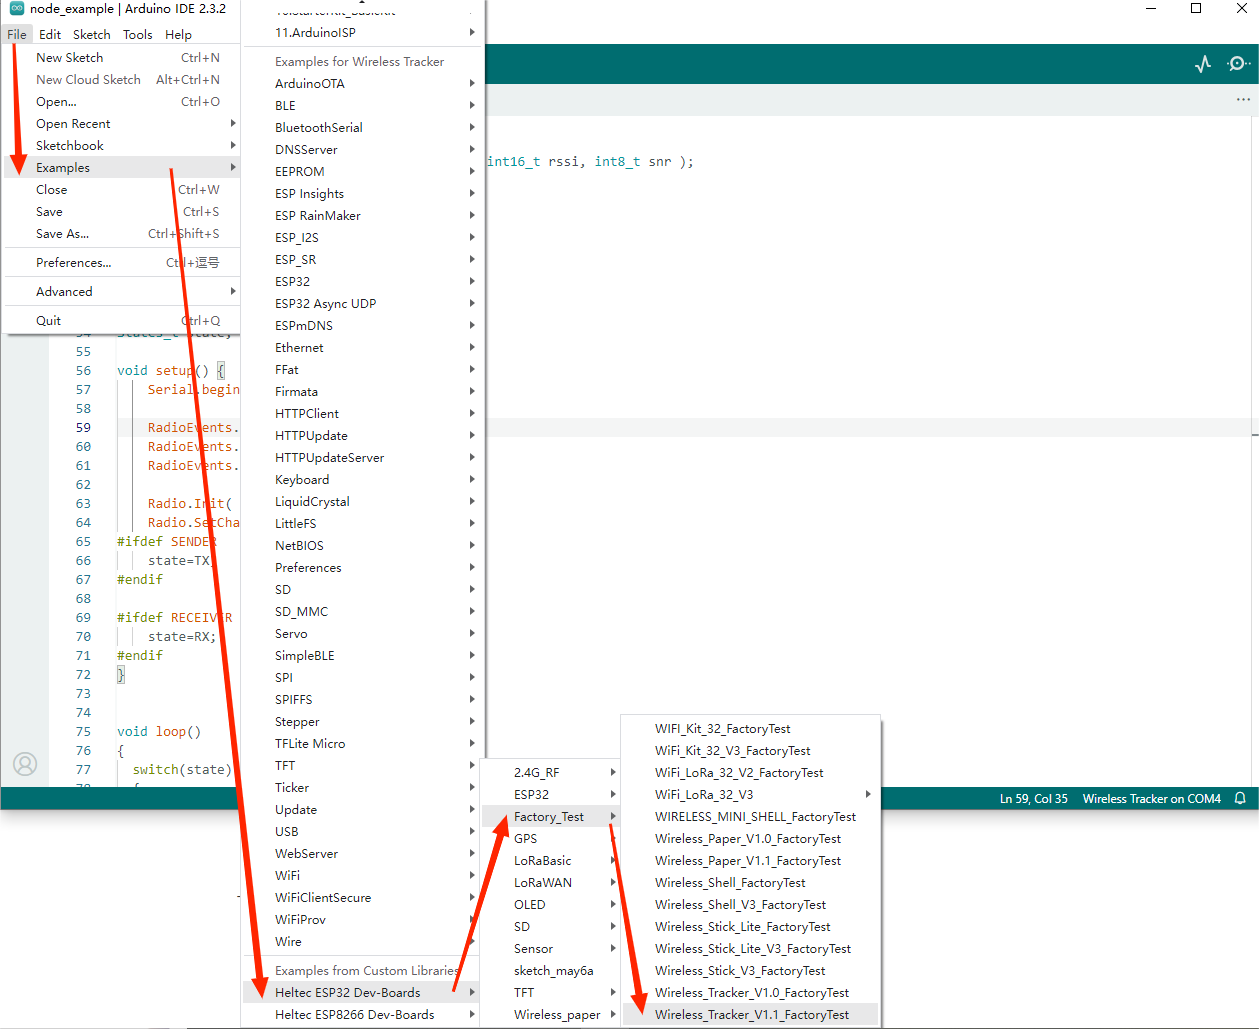 node_example | Arduino IDE 2.3.2
File Edit Sketch Tools Help
New Sketch Ctrl+N
New Cloud Sketch Alt+Ctrl+N
Open... Ctrl+O
Open Recent
Sketchbook
Examples
Close Ctrl+W
Save Ctrl+S
Save As... Ctrl+Shift+S
Preferences... Ctrl+逗号
Advanced
Quit Ctrl+Q
11.ArduinoISP
Examples for Wireless Tracker
ArduinoOTA
BLE
BluetoothSerial
DNSServer
EEPROM
ESP Insights
ESP RainMaker
ESP_I2S
ESP_SR
ESP32
ESP32 Async UDP
ESPmDNS
Ethernet
FFat
Firmata
HTTPClient
HTTPUpdate
HTTPUpdateServer
Keyboard
LiquidCrystal
LittleFS
NetBIOS
Preferences
SD
SD_MMC
Servo
SimpleBLE
SPI
SPIFFS
Stepper
TFLite Micro
TFT
Ticker
Update
USB
WebServer
WiFi
WiFiClientSecure
WiFiProv
Wire
Examples from Custom Libraries
Heltec ESP32 Dev-Boards
Heltec ESP8266 Dev-Boards
2.4G_RF
ESP32
Factory_Test
GPS
LoRaBasic
LoRaWAN
OLED
SD
Sensor
sketch_may6a
TFT
Wireless_paper
WIFI_Kit_32_FactoryTest
WiFi_Kit_32_V3_FactoryTest
WiFi_LoRa_32_V2_FactoryTest
WiFi_LoRa_32_V3
WIRELESS_MINI_SHELL_FactoryTest
Wireless_Paper_V1.0_FactoryTest
Wireless_Paper_V1.1_FactoryTest
Wireless_Shell_FactoryTest
Wireless_Shell_V3_FactoryTest
Wireless_Stick_Lite_FactoryTest
Wireless_Stick_Lite_V3_FactoryTest
Wireless_Stick_V3_FactoryTest
Wireless_Tracker_V1.0_FactoryTest
Wireless_Tracker_V1.1_FactoryTest
int16_t rssi, int8_t snr );
55
56 void setup() {
57 Serial.begin
58
59 RadioEvents.
60 RadioEvents.
61 RadioEvents.
62
63 Radio.Init(
64 Radio.SetCha
65 #ifdef SENDER
66 state=TX;
67 #endif
68
69 #ifdef RECEIVER
70 state=RX;
71 #endif
72 }
73
74
75 void loop()
76 {
77 switch(state)
Ln 59, Col 35 Wireless Tracker on COM4